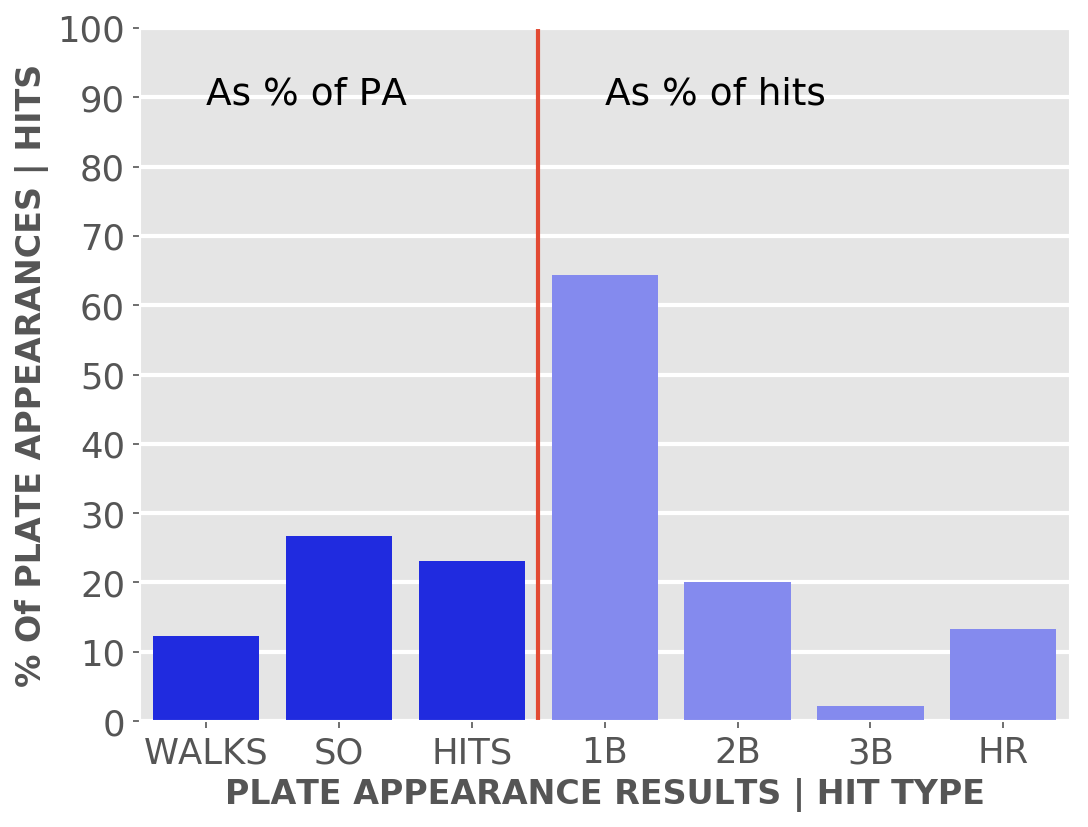 100
90
80
70
60
50
40
30
20
10
0
% Of PLATE APPEARANCES | HITS
As % of PA
As % of hits
WALKS SO HITS 1B 2B 3B HR
PLATE APPEARANCE RESULTS | HIT TYPE